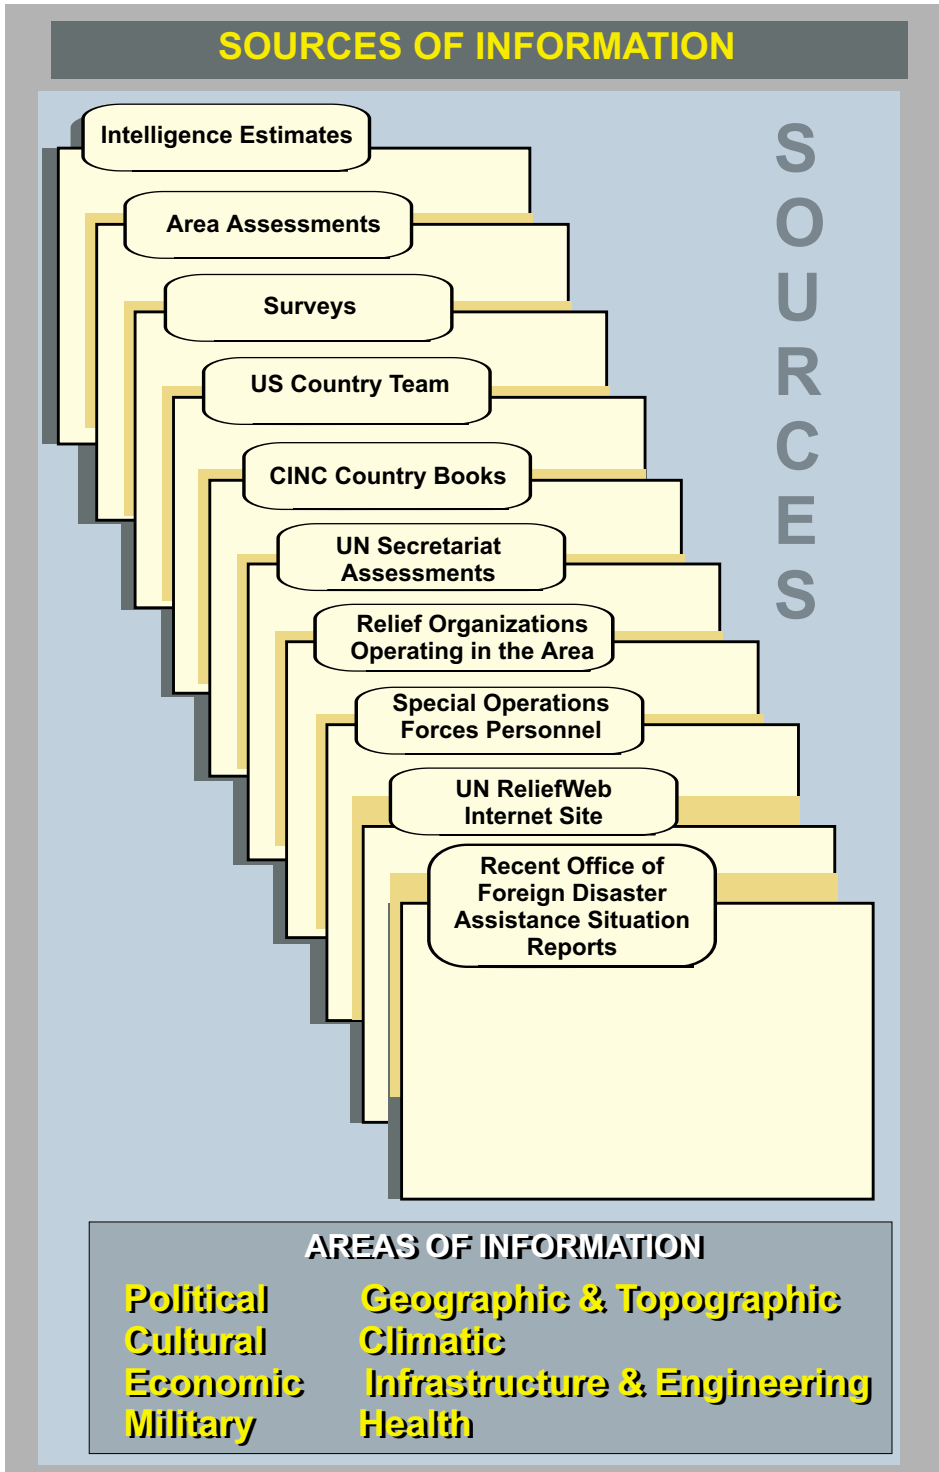 SOURCES OF INFORMATION
Intelligence Estimates
Area Assessments
Surveys
US Country Team
CINC Country Books
UN Secretariat
Assessments
Relief Organizations
Operating in the Area
Special Operations
Forces Personnel
UN ReliefWeb
Internet Site
Recent Office of
Foreign Disaster
Assistance Situation
Reports
S
O
U
R
C
E
S
AREAS OF INFORMATION
Political Geographic & Topographic
Cultural Climatic
Economic Infrastructure & Engineering
Military Health